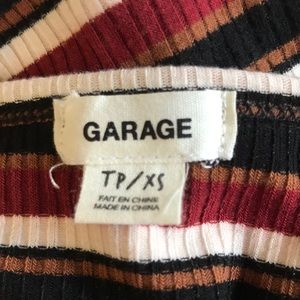 GARAGE
TP/XS
FAIT EN CHINE
MADE IN CHINA